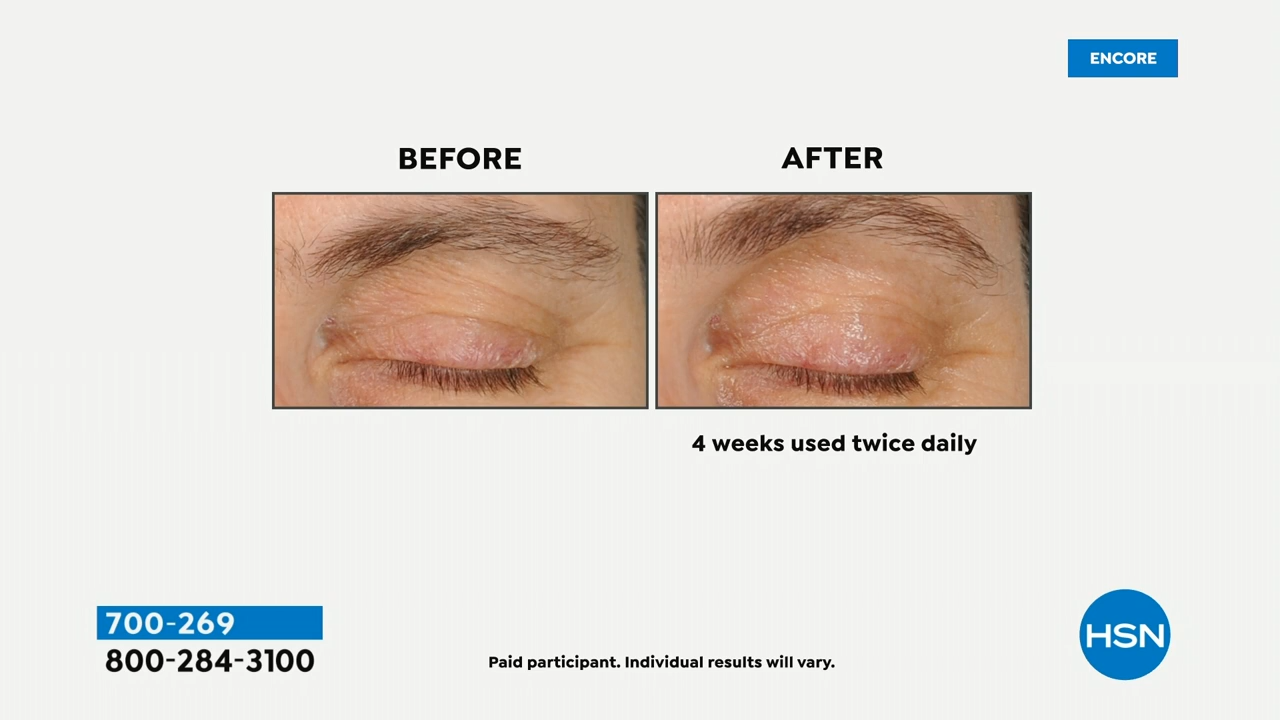 ENCORE
BEFORE
AFTER
4 weeks used twice daily
700-269
800-284-3100
Paid participant. Individual results will vary.
HSN